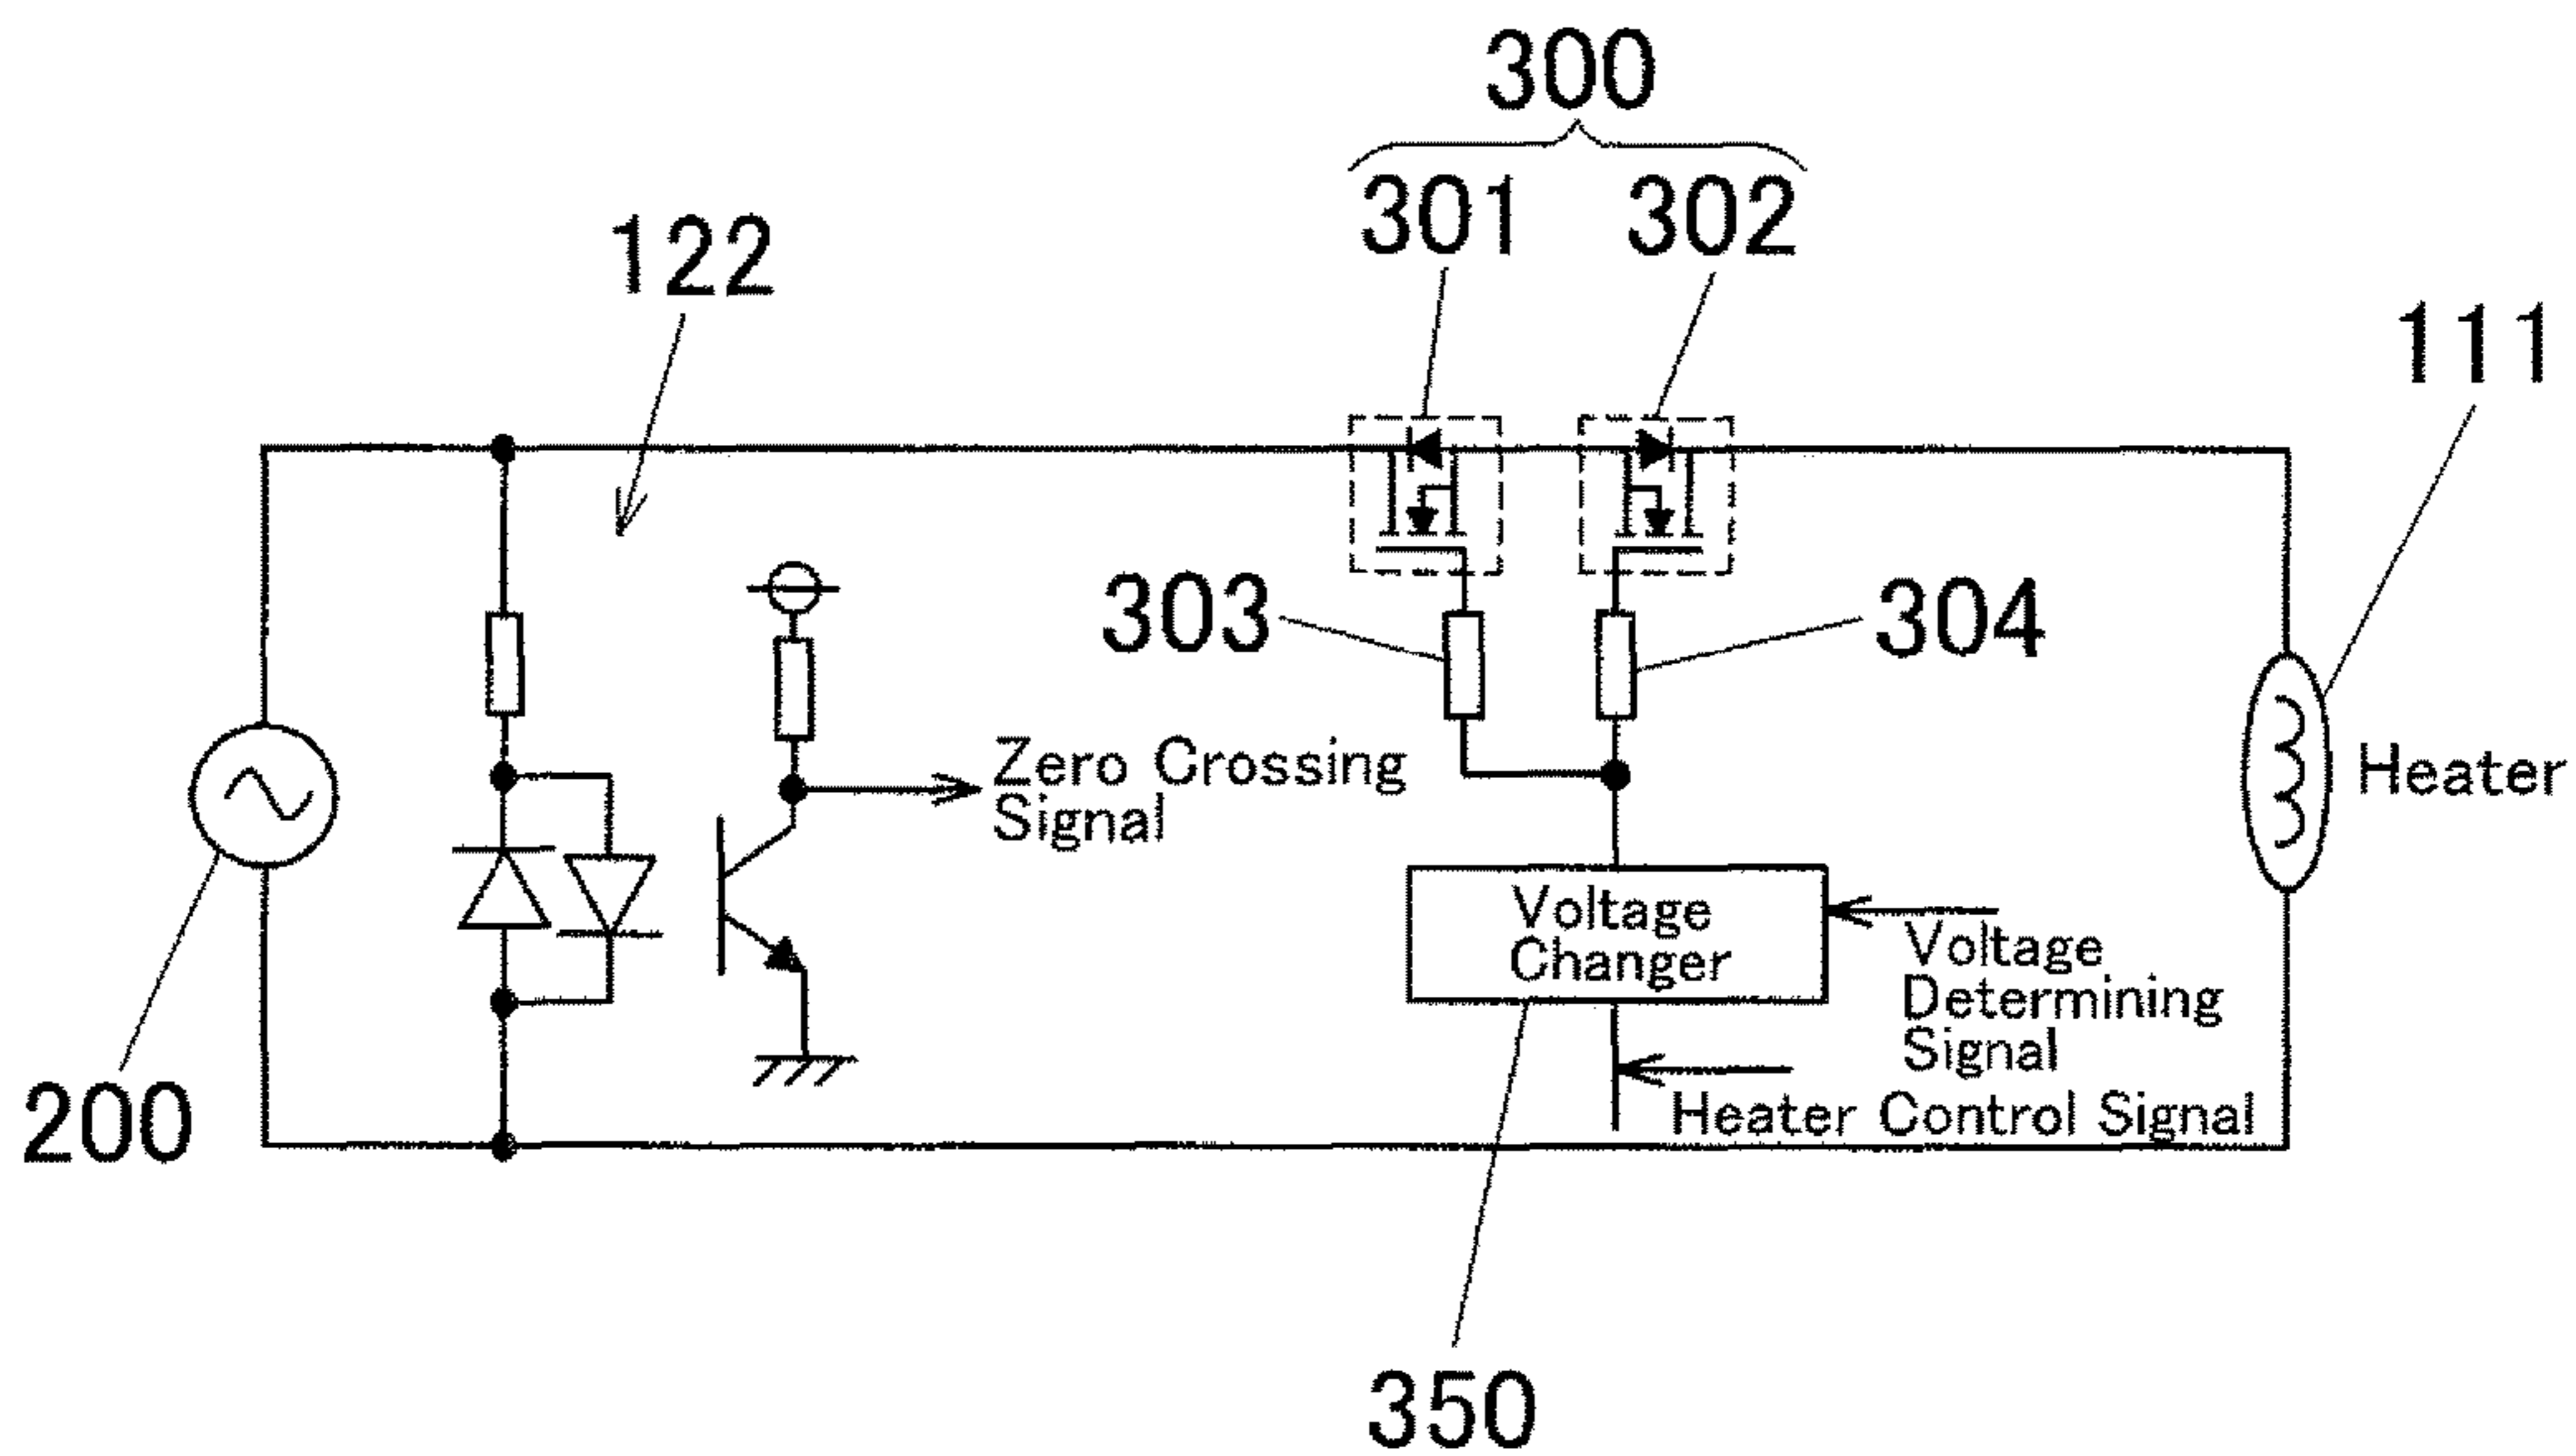 300
301
302
122
111
303
304
Zero Crossing
Signal
Heater
Voltage
Changer
Voltage
Determining
Signal
200
Heater Control Signal
350